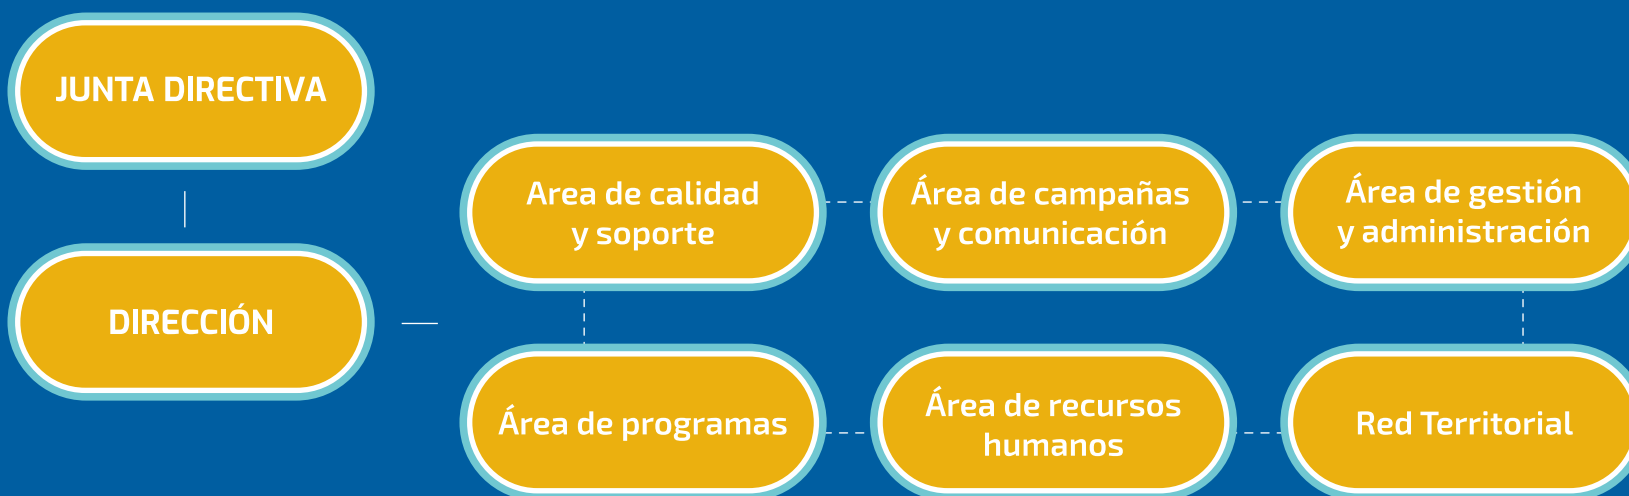 JUNTA DIRECTIVA
DIRECCIÓN
Area de calidad
y soporte
Área de campañas
y comunicación
Área de gestión
y administración
Área de programas
Área de recursos
humanos
Red Territorial